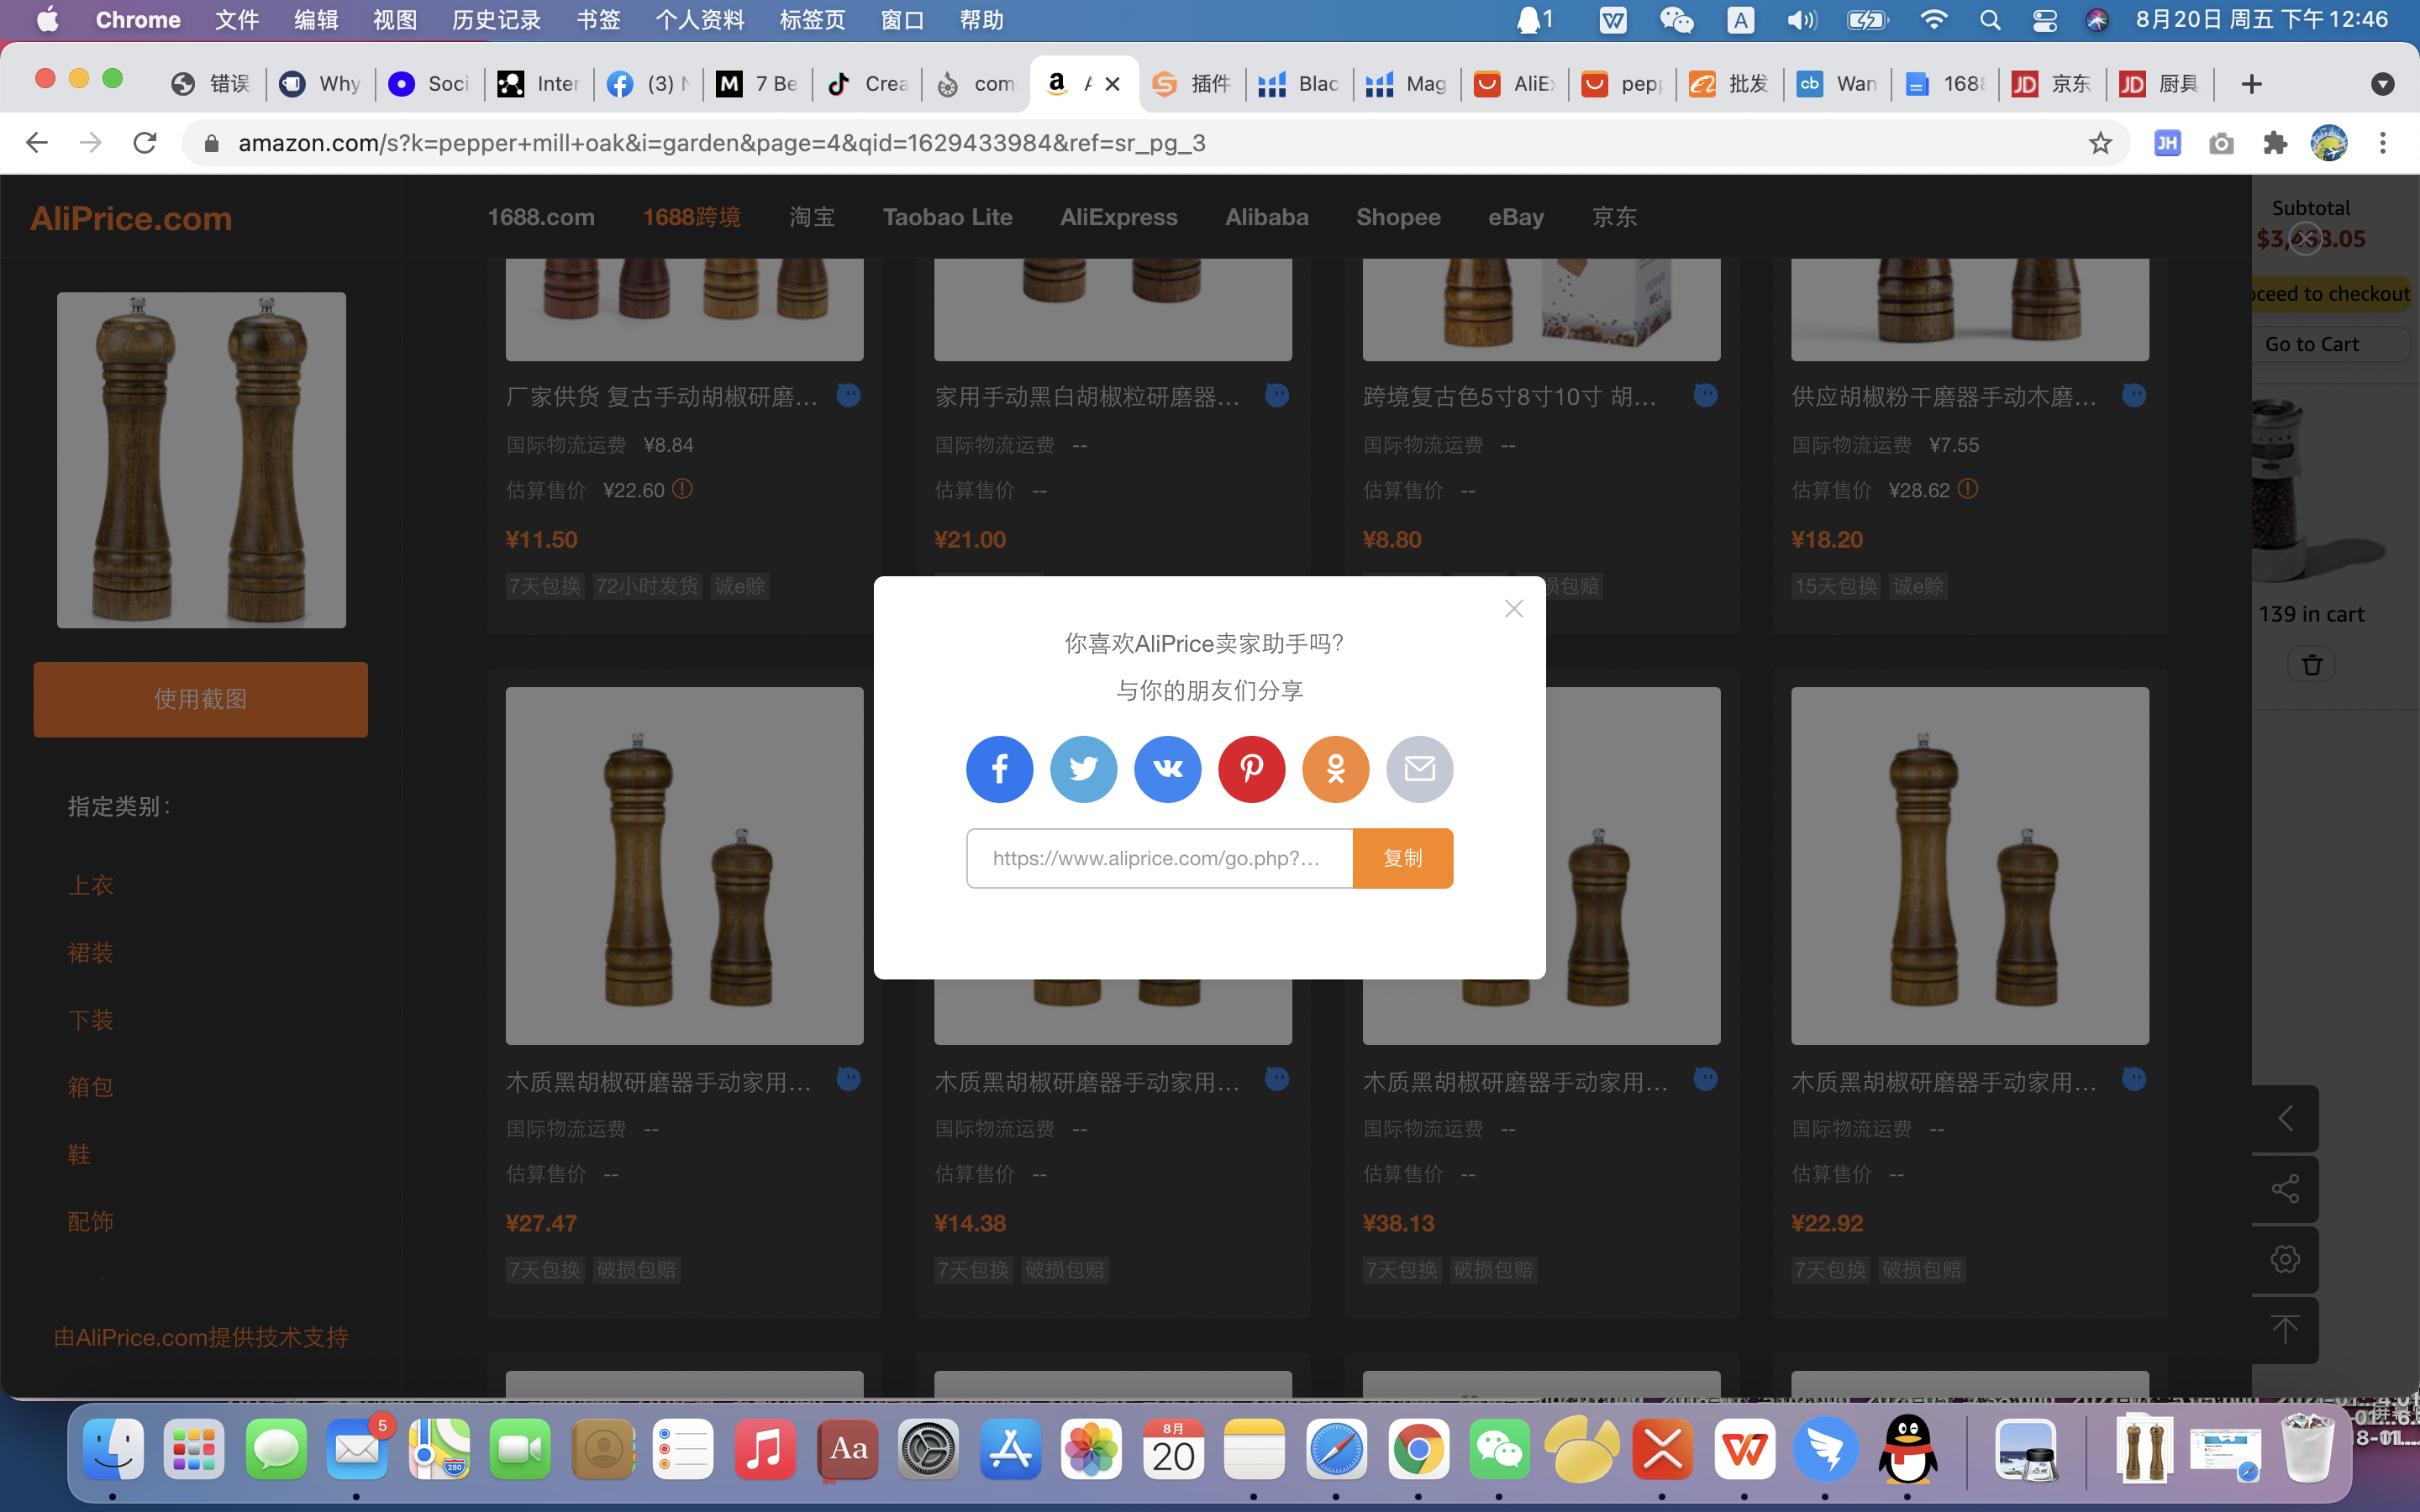 Chrome 文件 编辑 视图 历史记录 书签 个人资料 标签页 窗口 帮助 1 A 8月20日 周五 下午 12:46
错误 Why Soci Inter (3) 7 Be Crea com 插件 Blac Mag AliEx pepp 批发 Wan 1688 京东 厨具
amazon.com/s?k=pepper+mill+oak&i=garden&page=4&qid=1629433984&ref=sr_pg_3
AliPrice.com
1688.com 1688跨境 淘宝 Taobao Lite AliExpress Alibaba Shopee eBay 京东
Subtotal
Go to Cart
139 in cart
使用截图
指定类别：
上衣
裙装
下装
箱包
鞋
配饰
由AliPrice.com提供技术支持
厂家供货 复古手动胡椒研磨...
国际物流运费 ¥8.84
估算售价 ¥22.60
¥11.50
7天包换 72小时发货 诚e赊
家用手动黑白胡椒粒研磨器...
国际物流运费 --
估算售价 --
¥21.00
跨境复古色5寸8寸10寸 胡...
国际物流运费 --
估算售价 --
¥8.80
损包赔
供应胡椒粉干磨器手动木磨...
国际物流运费 ¥7.55
估算售价 ¥28.62
¥18.20
15天包换 诚e赊
你喜欢AliPrice卖家助手吗?
与你的朋友们分享
https://www.aliprice.com/go.php?...
复制
木质黑胡椒研磨器手动家用...
国际物流运费 --
估算售价 --
¥27.47
7天包换 破损包赔
木质黑胡椒研磨器手动家用...
国际物流运费 --
估算售价 --
¥14.38
7天包换 破损包赔
木质黑胡椒研磨器手动家用...
国际物流运费 --
估算售价 --
¥38.13
7天包换 破损包赔
木质黑胡椒研磨器手动家用...
国际物流运费 --
估算售价 --
¥22.92
7天包换 破损包赔
5
280
Aa
8月
20